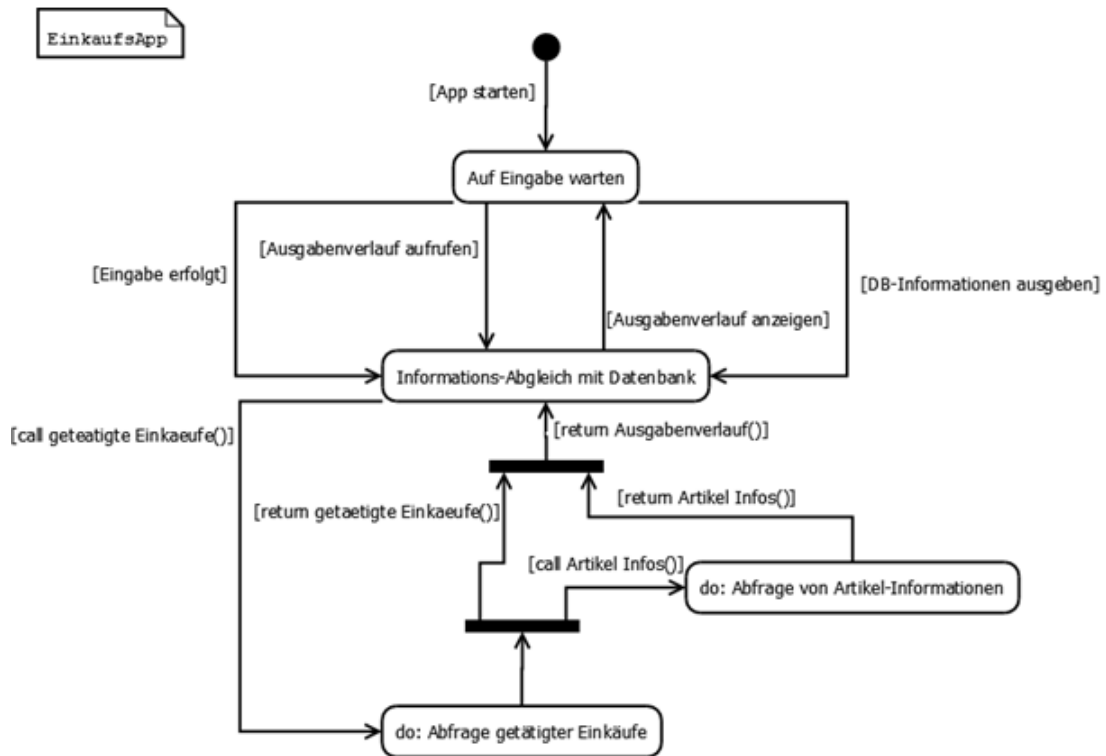 EinkaufsApp
[App starten]
Auf Eingabe warten
[Ausgabenverlauf aufrufen]
[Eingabe erfolgt]
[DB-Informationen ausgeben]
[Ausgabenverlauf anzeigen]
Informations-Abgleich mit Datenbank
[call geteatigte Einkaeufe()]
[return Ausgabenverlauf()]
[return Artikel Infos()]
[return getaetigte Einkaeufe()]
[call Artikel Infos()]
do: Abfrage von Artikel-Informationen
do: Abfrage getätigter Einkäufe